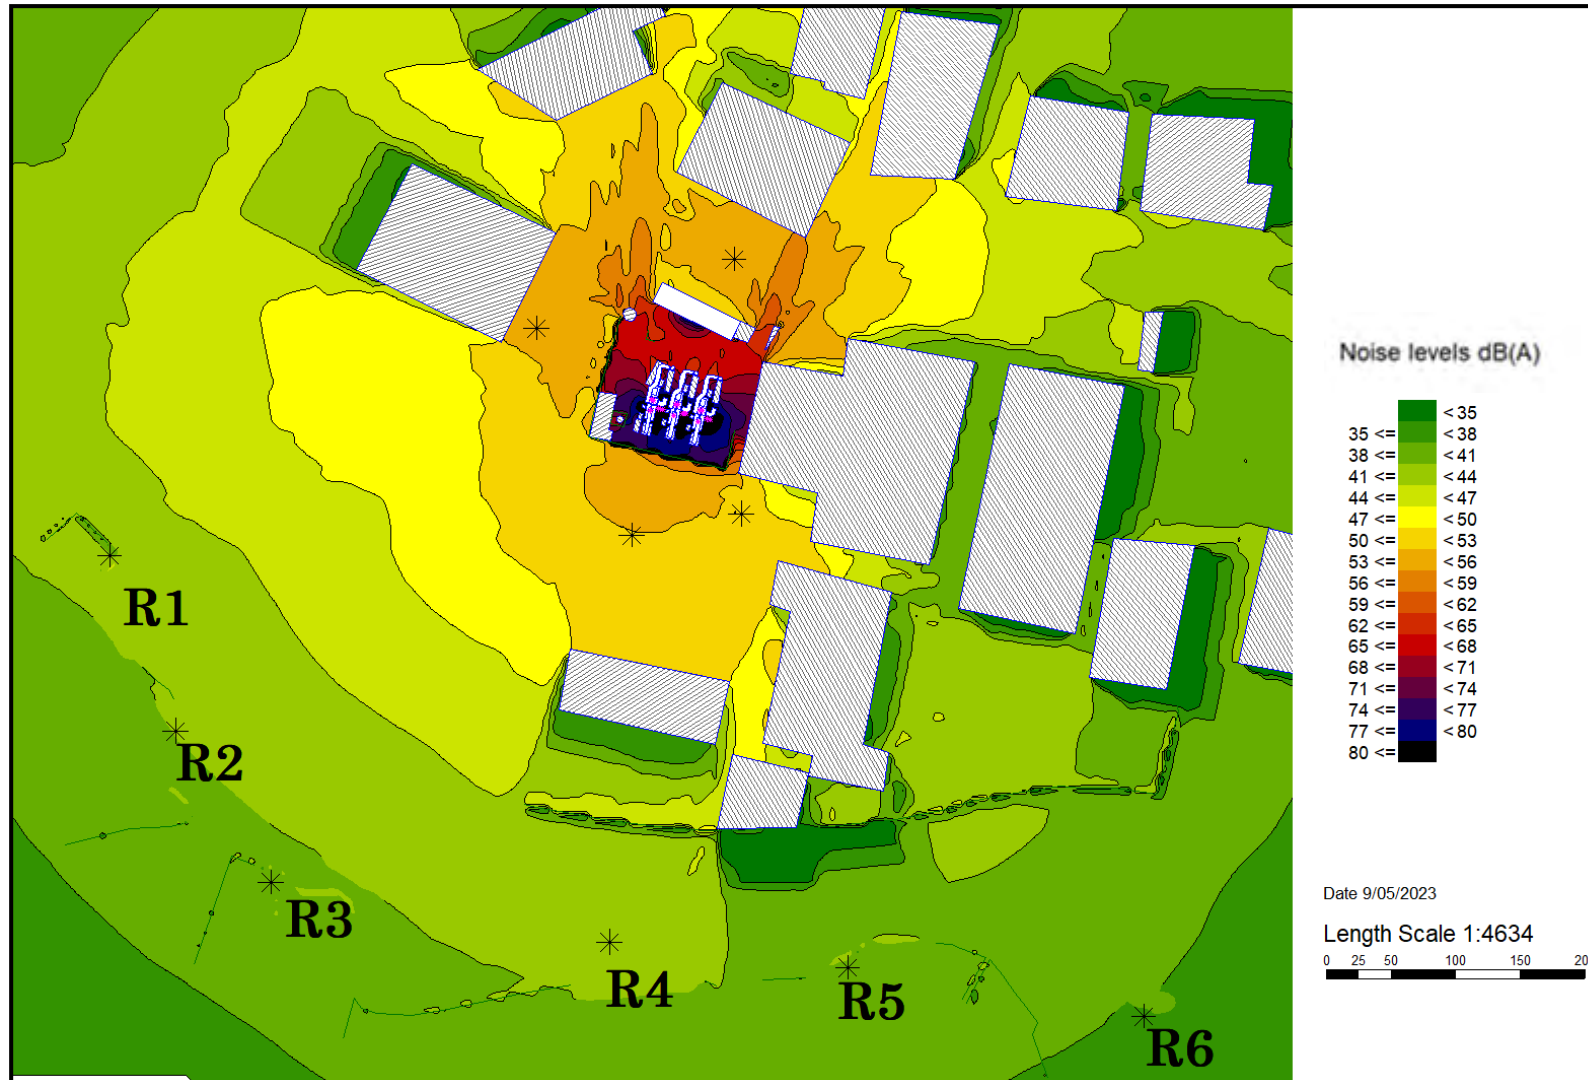 R1
R2
R3
R4
R5
R6
Noise levels dB(A)
< 35
35 <= < 38
38 <= < 41
41 <= < 44
44 <= < 47
47 <= < 50
50 <= < 53
53 <= < 56
56 <= < 59
59 <= < 62
62 <= < 65
65 <= < 68
68 <= < 71
71 <= < 74
74 <= < 77
77 <= < 80
80 <=
Date 9/05/2023
Length Scale 1:4634
0 25 50 100 150 20